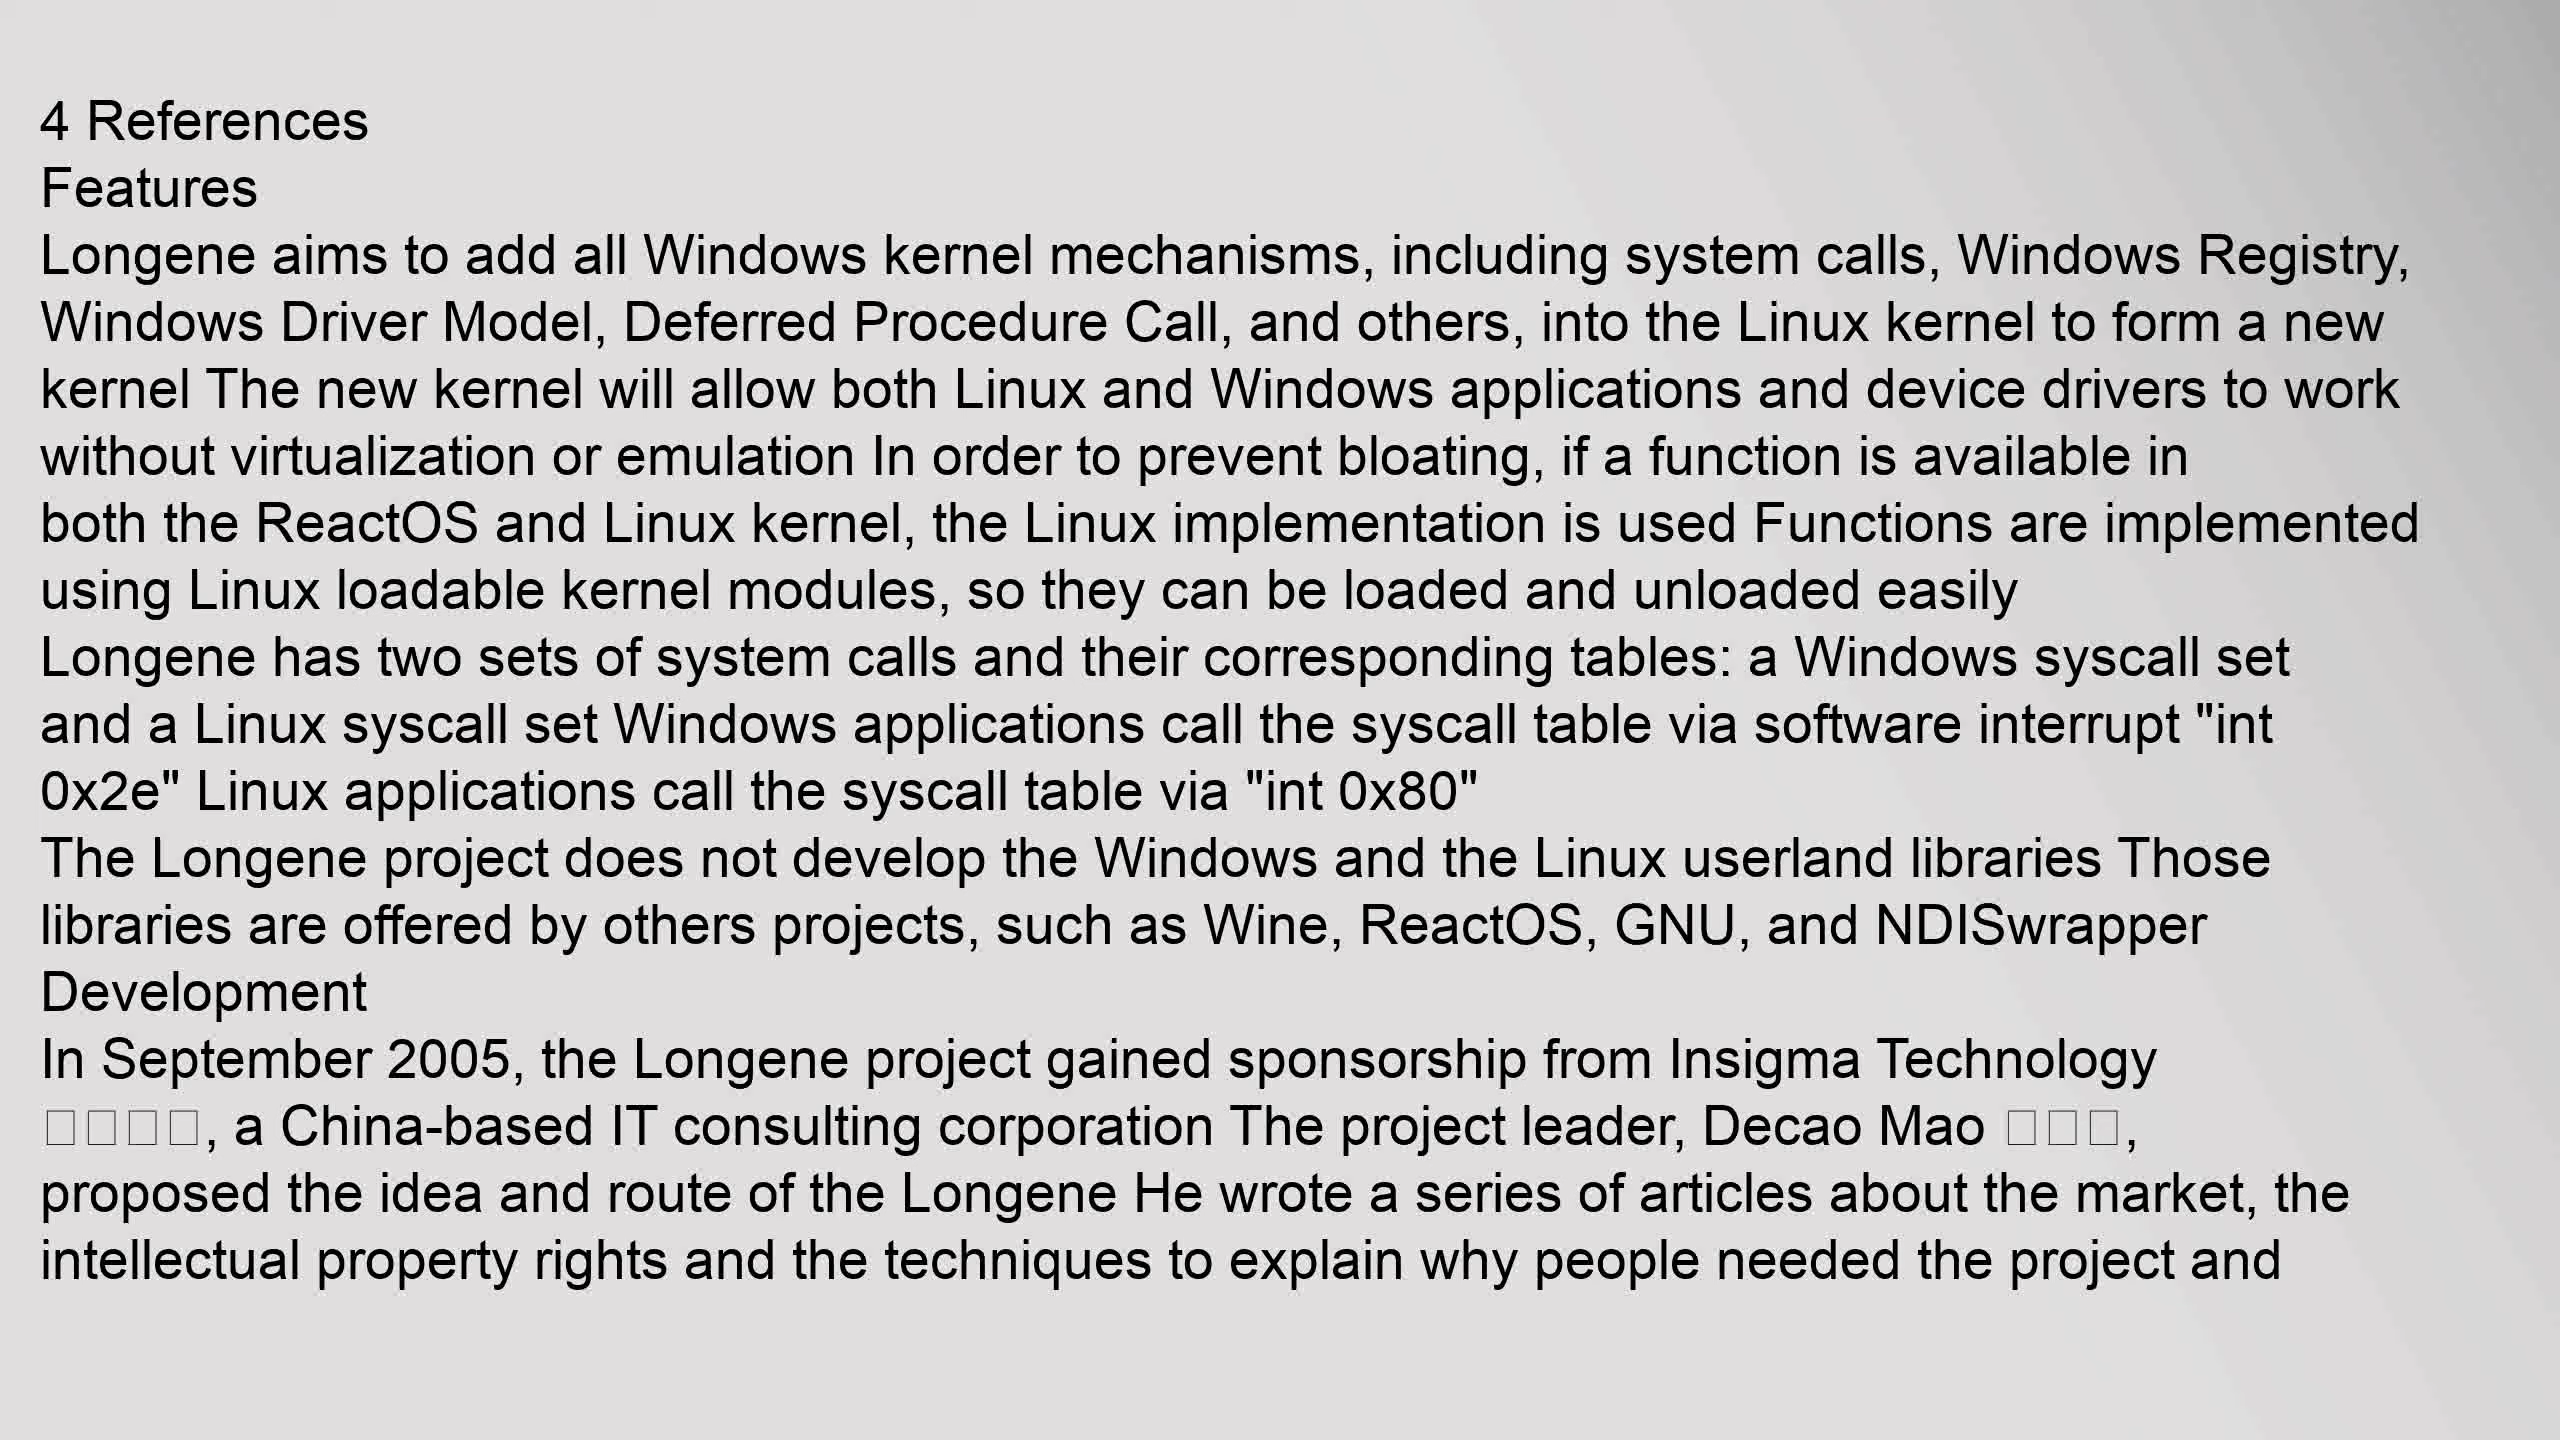 4 References
Features
Longene aims to add all Windows kernel mechanisms, including system calls, Windows Registry,
Windows Driver Model, Deferred Procedure Call, and others, into the Linux kernel to form a new
kernel The new kernel will allow both Linux and Windows applications and device drivers to work
without virtualization or emulation In order to prevent bloating, if a function is available in
both the ReactOS and Linux kernel, the Linux implementation is used Functions are implemented
using Linux loadable kernel modules, so they can be loaded and unloaded easily
Longene has two sets of system calls and their corresponding tables: a Windows syscall set
and a Linux syscall set Windows applications call the syscall table via software interrupt "int
0x2e" Linux applications call the syscall table via "int 0x80"
The Longene project does not develop the Windows and the Linux userland libraries Those
libraries are offered by others projects, such as Wine, ReactOS, GNU, and NDISwrapper
Development
In September 2005, the Longene project gained sponsorship from Insigma Technology
□□□□, a China-based IT consulting corporation The project leader, Decao Mao □□□,
proposed the idea and route of the Longene He wrote a series of articles about the market, the
intellectual property rights and the techniques to explain why people needed the project and